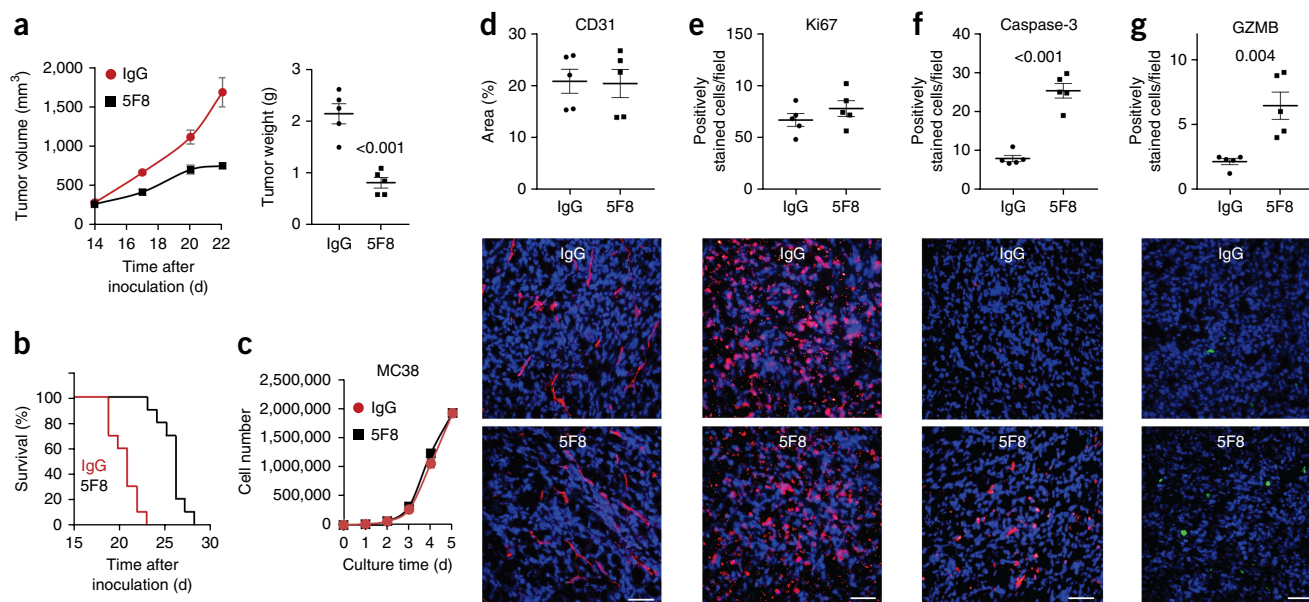 a
2,000
1,500
1,000
500
0
Tumor volume (mm3)
IgG
5F8
14 16 18 20 22
Time after
inoculation (d)
3
2
1
0
Tumor weight (g)
<0.001
IgG 5F8
b
100
80
60
40
20
0
Survival (%)
IgG
5F8
15 20 25 30
Time after
inoculation (d)
c
MC38
2,500,000
2,000,000
1,500,000
1,000,000
500,000
0
Cell number
IgG
5F8
0 1 2 3 4 5
Culture time (d)
d
CD31
30
20
10
0
Area (%)
IgG 5F8
IgG
5F8
e
Ki67
150
100
50
0
Positively
stained cells/field
IgG 5F8
IgG
5F8
f
Caspase-3
40
30
20
10
0
Positively
stained cells/field
<0.001
IgG 5F8
IgG
5F8
g
GZMB
10
5
0
Positively
stained cells/field
0.004
IgG 5F8
IgG
5F8